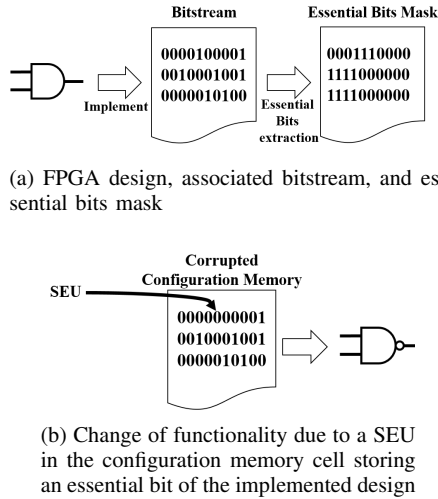 Bitstream
Essential Bits Mask
0000100001
0010001001
0000010100
0001110000
1111000000
1111000000
Implement
Essential
Bits
extraction
(a) FPGA design, associated bitstream, and es-
sential bits mask
Corrupted
Configuration Memory
SEU
0000000001
0010001001
0000010100
(b) Change of functionality due to a SEU
in the configuration memory cell storing
an essential bit of the implemented design